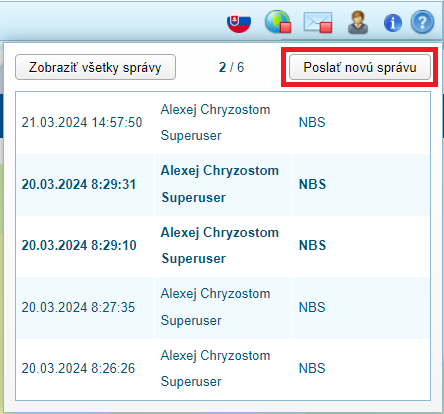 Zobraziť všetky správy 2 / 6 Poslať novú správu
21.03.2024 14:57:50 Alexej Chryzostom Superuser NBS
20.03.2024 8:29:31 Alexej Chryzostom Superuser NBS
20.03.2024 8:29:10 Alexej Chryzostom Superuser NBS
20.03.2024 8:27:35 Alexej Chryzostom Superuser NBS
20.03.2024 8:26:26 Alexej Chryzostom Superuser NBS